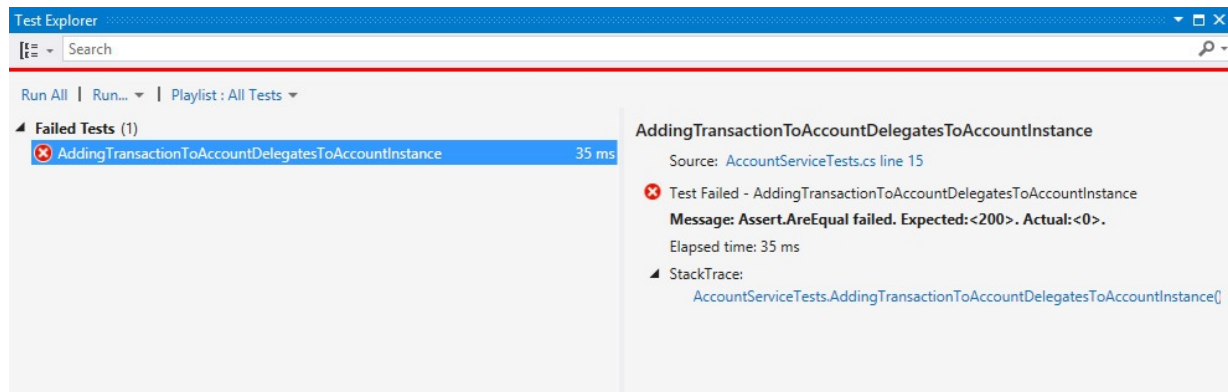 Test Explorer
Search
Run All | Run... | Playlist : All Tests
Failed Tests (1)
AddingTransactionToAccountDelegatesToAccountInstance 35 ms
AddingTransactionToAccountDelegatesToAccountInstance
Source: AccountServiceTests.cs line 15
Test Failed - AddingTransactionToAccountDelegatesToAccountInstance
Message: Assert.AreEqual failed. Expected:<200>. Actual:<0>.
Elapsed time: 35 ms
StackTrace:
AccountServiceTests.AddingTransactionToAccountDelegatesToAccountInstance()